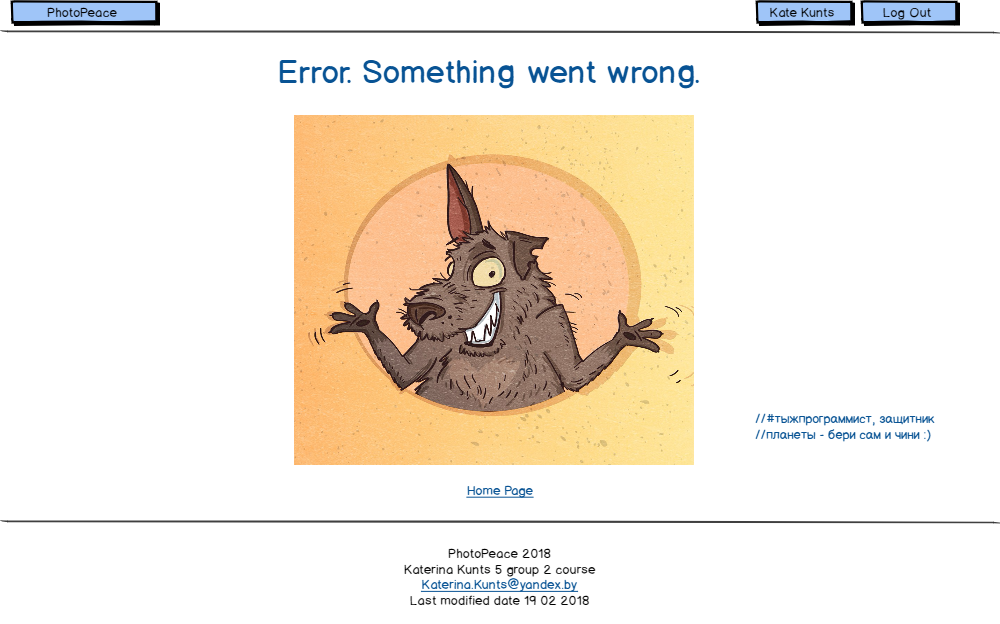 PhotoPeace
Kate Kunts
Log Out
Error. Something went wrong.
//#тыжпрограммист, защитник
//планеты - бери сам и чини :)
Home Page
PhotoPeace 2018
Katerina Kunts 5 group 2 course
Katerina.Kunts@yandex.by
Last modified date 19 02 2018